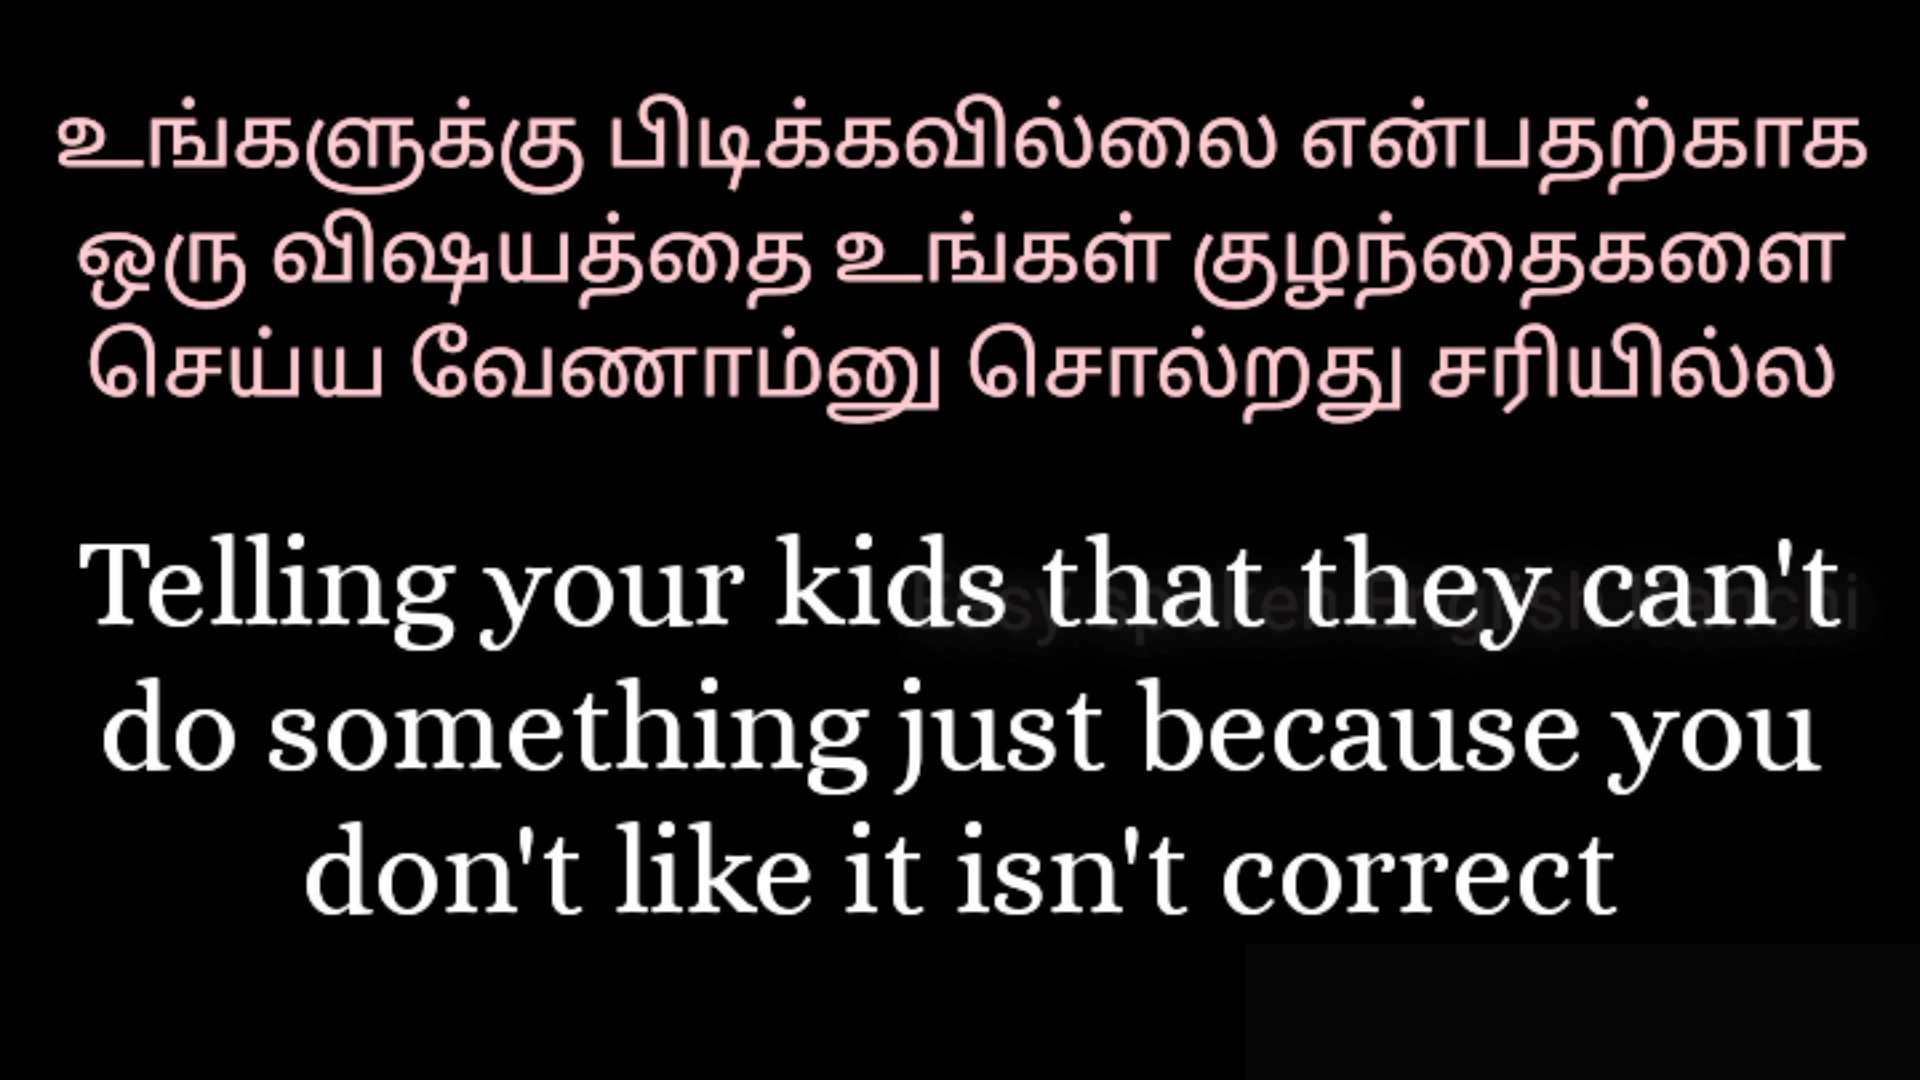 உங்களுக்கு பிடிக்கவில்லை என்பதற்காக
ஒரு விஷயத்தை உங்கள் குழந்தைகளை
செய்ய வேணாம்னு சொல்றது சரியில்ல
Telling your kids that they can't
do something just because you
don't like it isn't correct